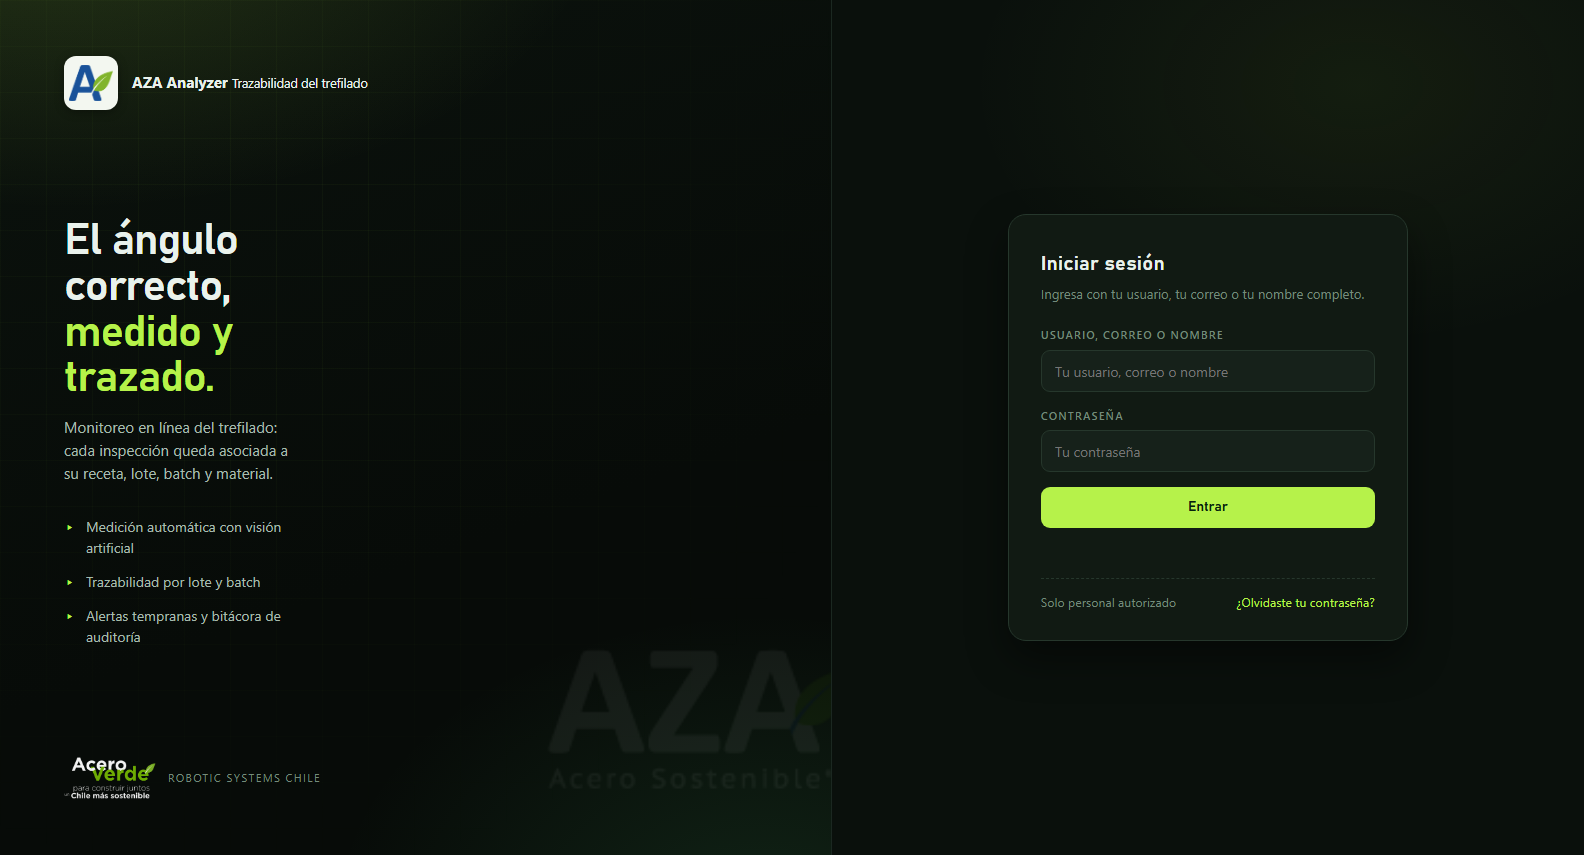 AZA Analyzer Trazabilidad del trefilado
El ángulo
correcto,
medido y
trazado.
Monitoreo en línea del trefilado:
cada inspección queda asociada a
su receta, lote, batch y material.
Medición automática con visión
artificial
Trazabilidad por lote y batch
Alertas tempranas y bitácora de
auditoría
Acero
verde
para construir juntos
un Chile más sostenible
ROBOTIC SYSTEMS CHILE
AZA
Acero Sostenible
Iniciar sesión
Ingresa con tu usuario, tu correo o tu nombre completo.
USUARIO, CORREO O NOMBRE
Tu usuario, correo o nombre
CONTRASEÑA
Tu contraseña
Entrar
Solo personal autorizado
¿Olvidaste tu contraseña?